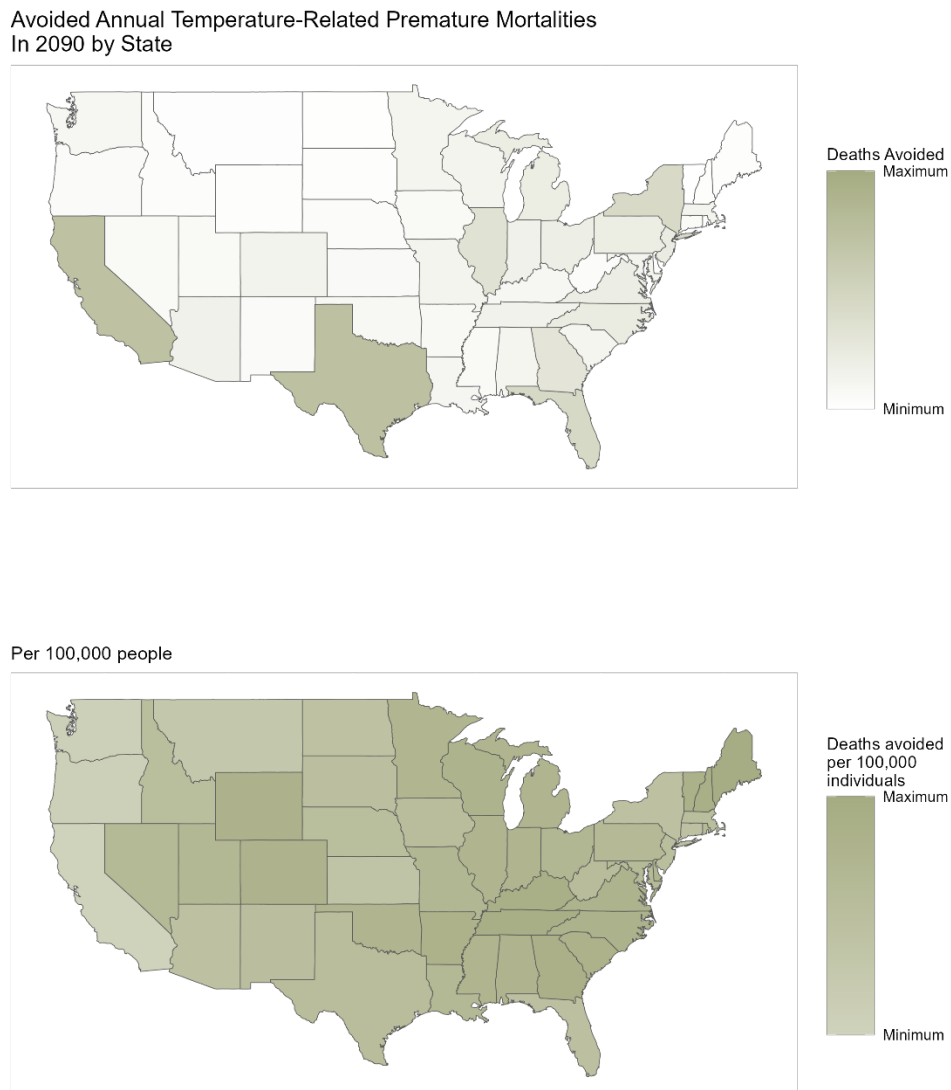 Avoided Annual Temperature-Related Premature Mortalities
In 2090 by State
Deaths Avoided
Maximum
Minimum
Per 100,000 people
Deaths avoided
per 100,000
individuals
Maximum
Minimum